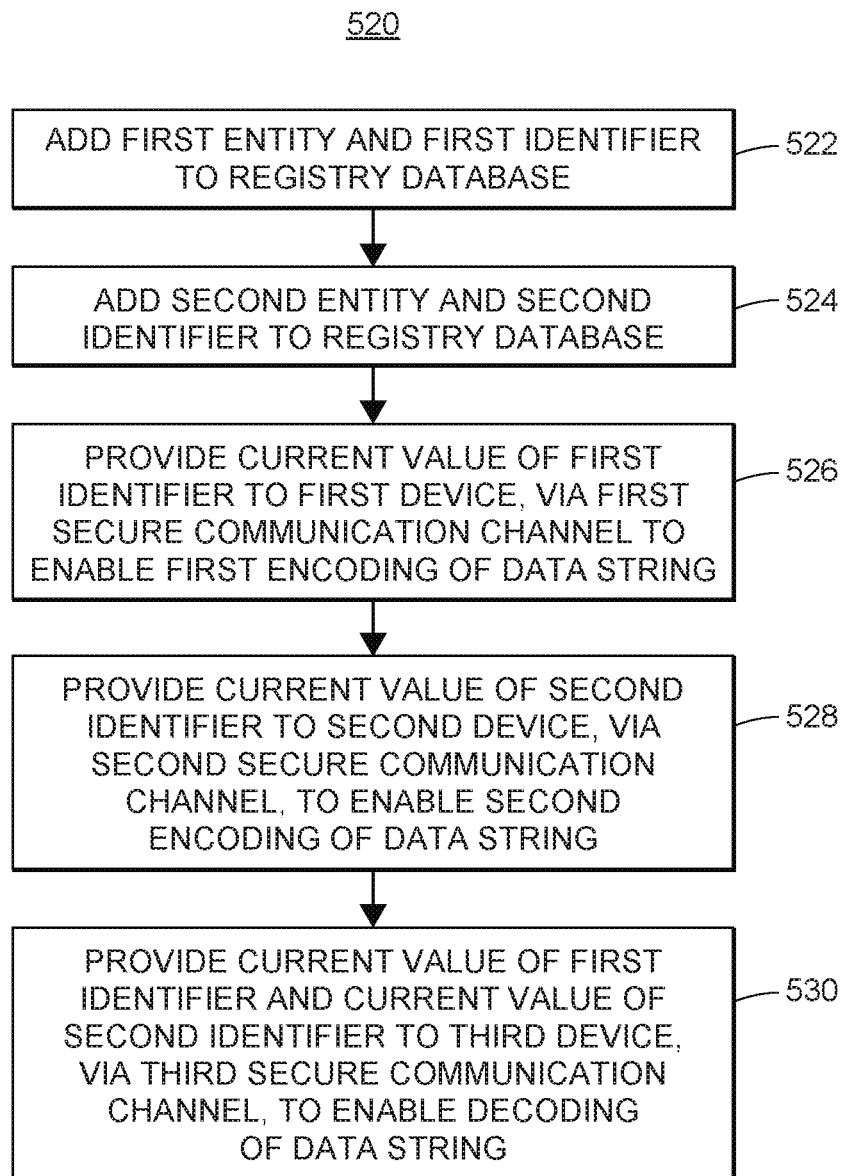 520
ADD FIRST ENTITY AND FIRST IDENTIFIER
TO REGISTRY DATABASE
522
ADD SECOND ENTITY AND SECOND
IDENTIFIER TO REGISTRY DATABASE
524
PROVIDE CURRENT VALUE OF FIRST
IDENTIFIER TO FIRST DEVICE, VIA FIRST
SECURE COMMUNICATION CHANNEL TO
ENABLE FIRST ENCODING OF DATA STRING
526
PROVIDE CURRENT VALUE OF SECOND
IDENTIFIER TO SECOND DEVICE, VIA
SECOND SECURE COMMUNICATION
CHANNEL, TO ENABLE SECOND
ENCODING OF DATA STRING
528
PROVIDE CURRENT VALUE OF FIRST
IDENTIFIER AND CURRENT VALUE OF
SECOND IDENTIFIER TO THIRD DEVICE,
VIA THIRD SECURE COMMUNICATION
CHANNEL, TO ENABLE DECODING
OF DATA STRING
530